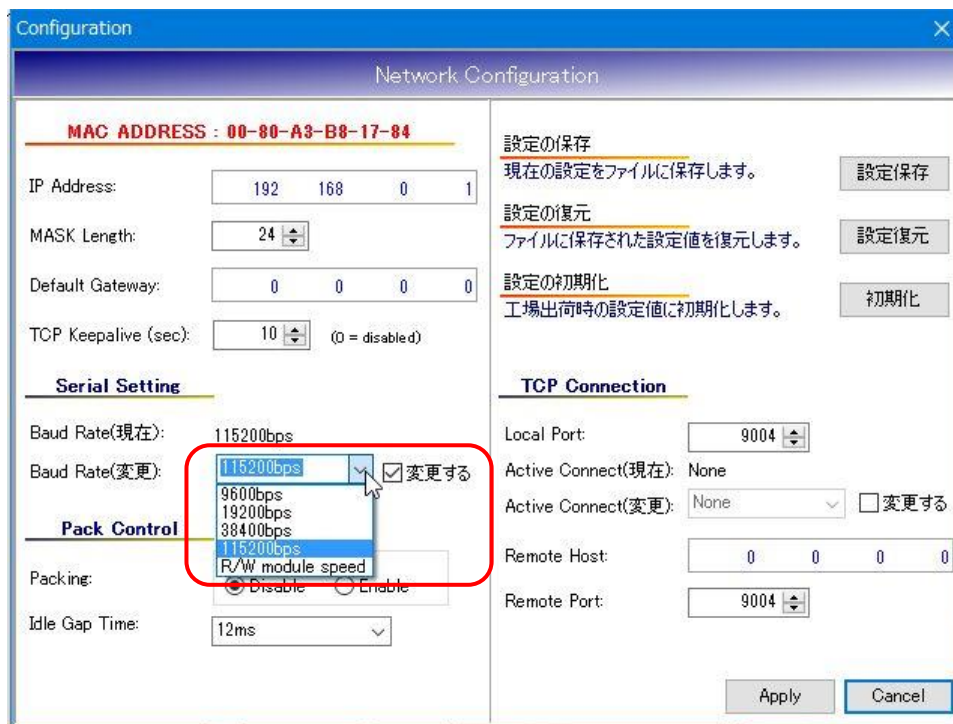 Configuration
Network Configuration
MAC ADDRESS : 00-80-A3-B8-17-84
IP Address: 192 168 0 1
MASK Length: 24
Default Gateway: 0 0 0 0
TCP Keepalive (sec): 10 (0 = disabled)
Serial Setting
Baud Rate(現在): 115200bps
Baud Rate(変更): 115200bps 変更する
9600bps
19200bps
38400bps
115200bps
R/W module speed
Pack Control
Packing: Disable Enable
Idle Gap Time: 12ms
設定の保存
現在の設定をファイルに保存します。 設定保存
設定の復元
ファイルに保存された設定値を復元します。 設定復元
設定の初期化
工場出荷時の設定値に初期化します。 初期化
TCP Connection
Local Port: 9004
Active Connect(現在): None
Active Connect(変更): None 変更する
Remote Host: 0 0 0 0
Remote Port: 9004
Apply Cancel